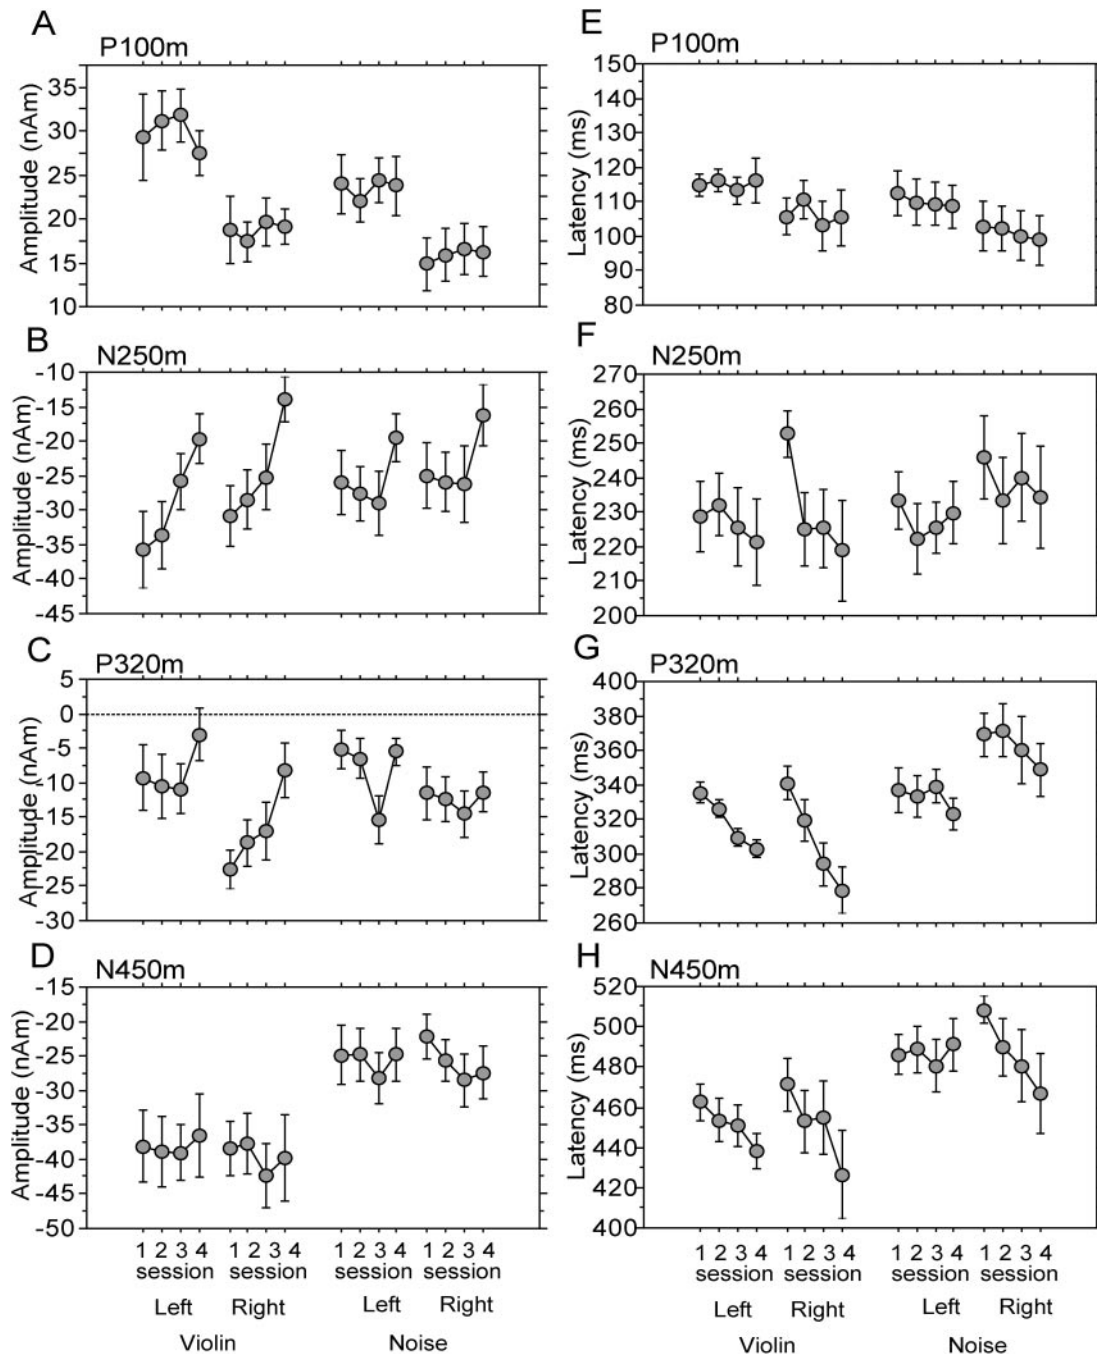 A
P100m
Amplitude (nAm)
35
30
25
20
15
10
B
N250m
Amplitude (nAm)
-10
-15
-20
-25
-30
-35
-40
-45
C
P320m
Amplitude (nAm)
5
0
-5
-10
-15
-20
-25
-30
D
N450m
Amplitude (nAm)
-15
-20
-25
-30
-35
-40
-45
-50
1 2 3 4 1 2 3 4 1 2 3 4 1 2 3 4
session session session session
Left Right Left Right
Violin Noise
E
P100m
Latency (ms)
150
140
130
120
110
100
90
80
F
N250m
Latency (ms)
270
260
250
240
230
220
210
200
G
P320m
Latency (ms)
400
380
360
340
320
300
280
260
H
N450m
Latency (ms)
520
500
480
460
440
420
400
1 2 3 4 1 2 3 4 1 2 3 4 1 2 3 4
session session session session
Left Right Left Right
Violin Noise